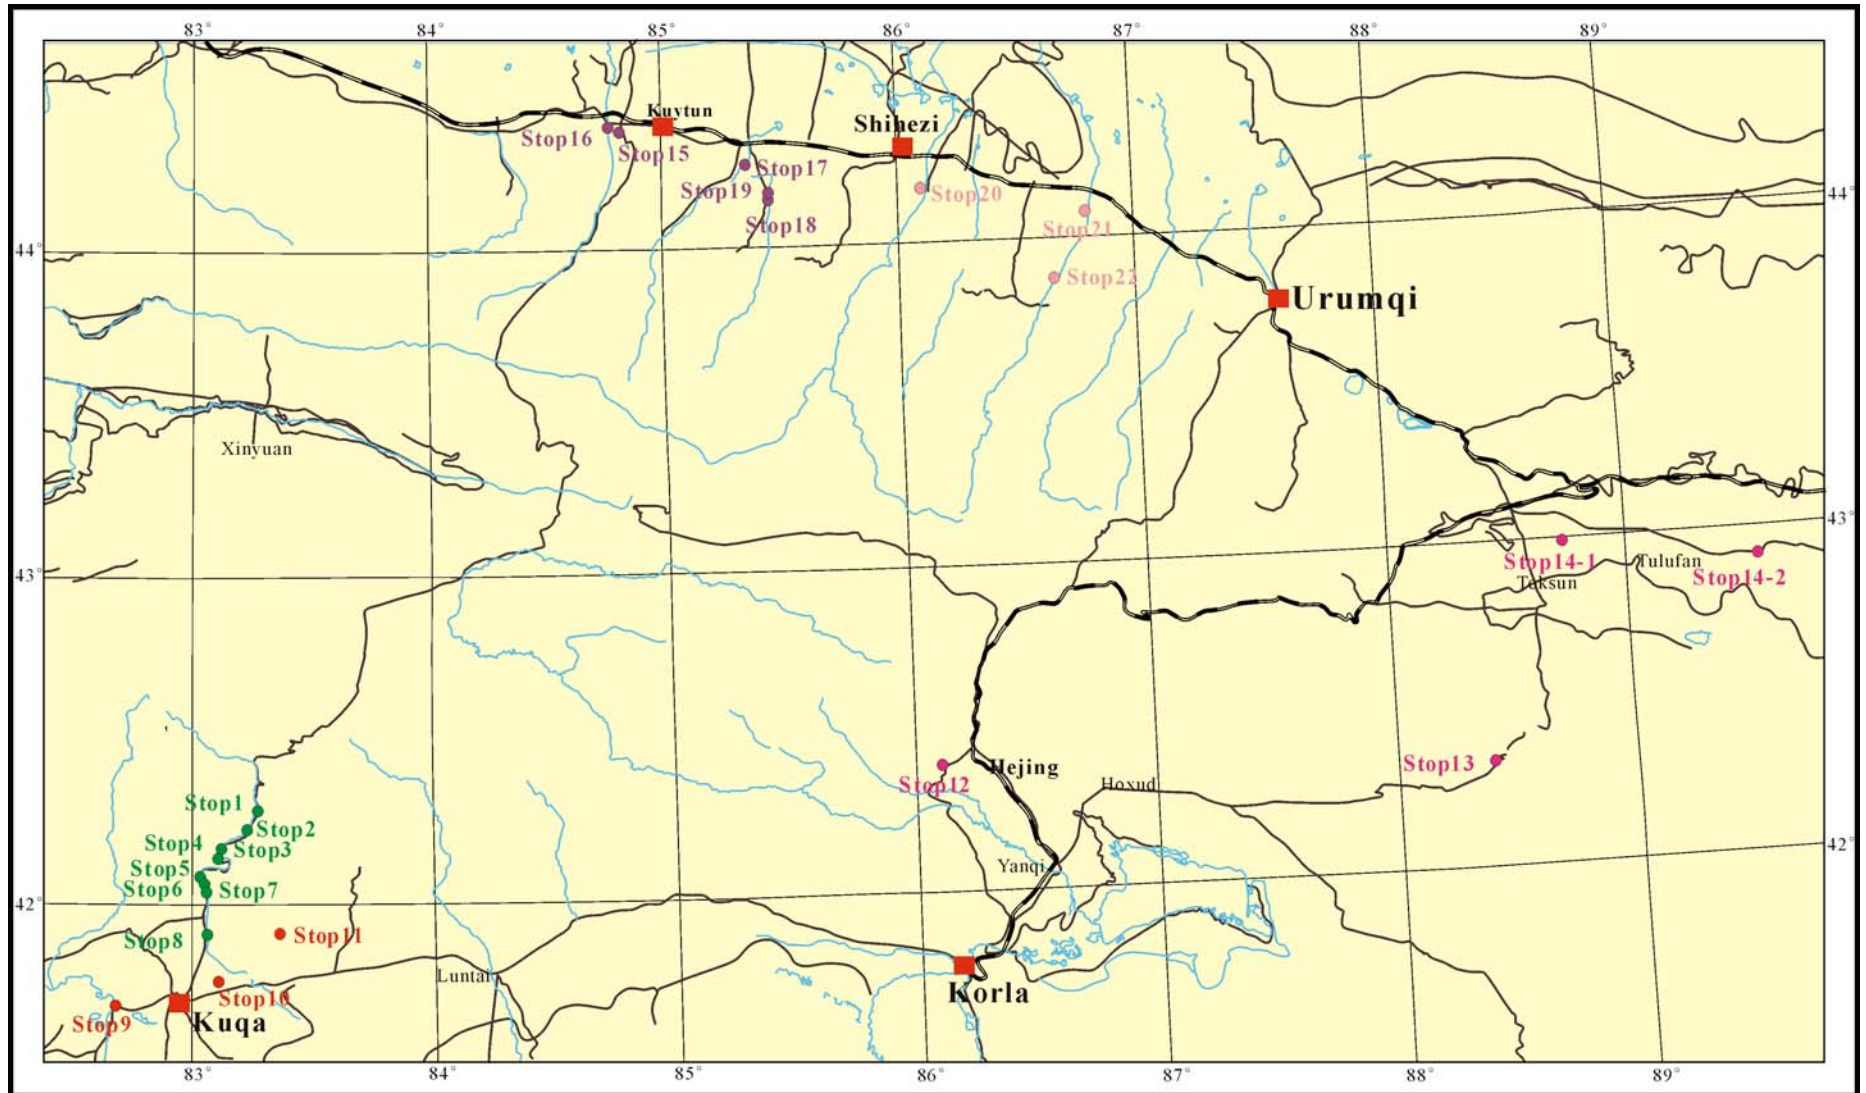 83° 84° 85° 86° 87° 88° 89°
Kuytun
Shihezi
Stop16
Stop15
Stop17
Stop19
Stop20
44°
Stop18
Stop21
44°
Stop22
Urumqi
Xinyuan
43°
Stop14-1
Tulufan
Stop14-2
Toksun
43°
Hejing
Stop13
Stop12
Hoxud
Stop1
Stop2
Stop4
Stop3
42°
Stop5
Yanqi
Stop6
Stop7
42°
Stop8
Stop11
Luntai
Korla
Stop10
Stop9
Kuqa
83° 84° 85° 86° 87° 88° 89°